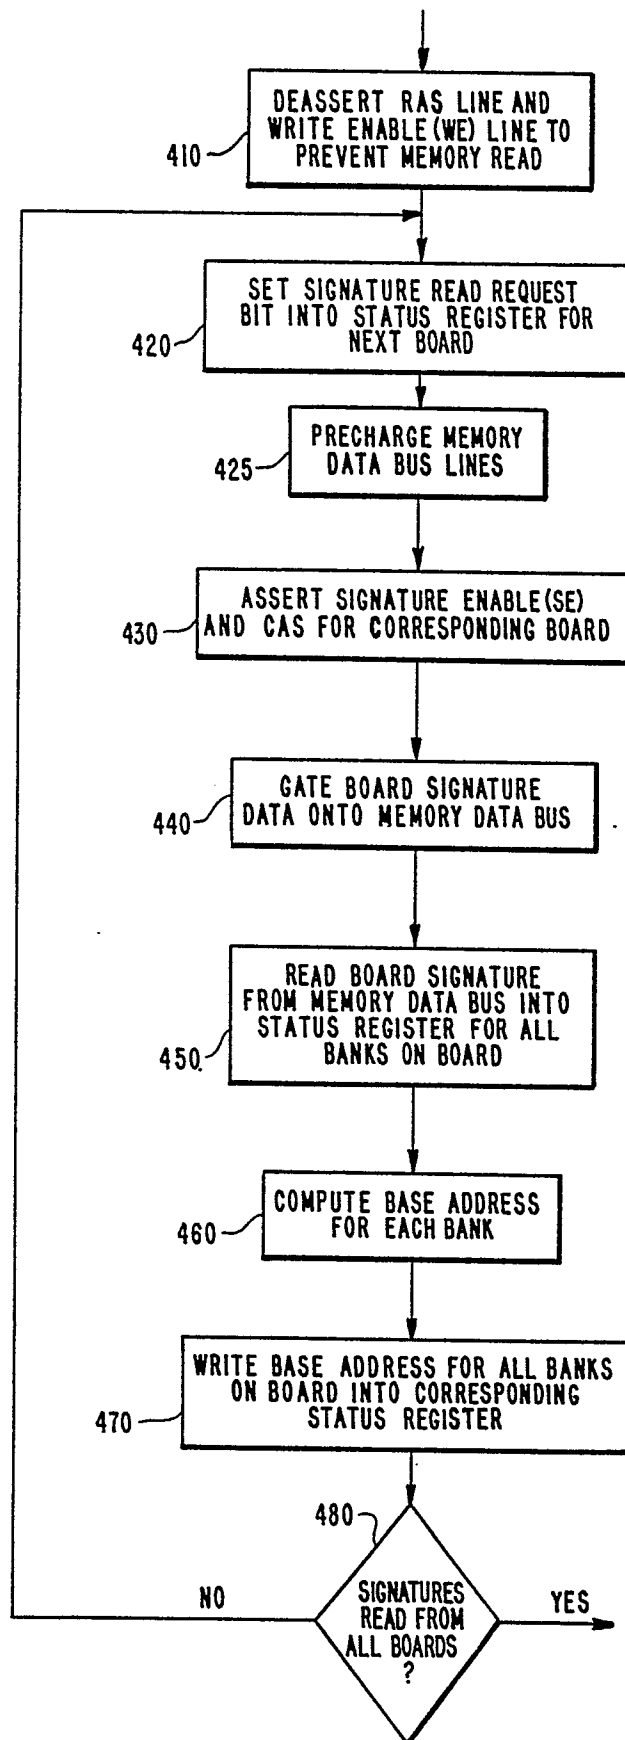 DEASSERT RAS LINE AND
WRITE ENABLE (WE) LINE TO
PREVENT MEMORY READ
410
SET SIGNATURE READ REQUEST
BIT INTO STATUS REGISTER FOR
NEXT BOARD
420
PRECHARGE MEMORY
DATA BUS LINES
425
ASSERT SIGNATURE ENABLE (SE)
AND CAS FOR CORRESPONDING BOARD
430
GATE BOARD SIGNATURE
DATA ONTO MEMORY DATA BUS
440
READ BOARD SIGNATURE
FROM MEMORY DATA BUS INTO
STATUS REGISTER FOR ALL
BANKS ON BOARD
450
COMPUTE BASE ADDRESS
FOR EACH BANK
460
WRITE BASE ADDRESS FOR ALL BANKS
ON BOARD INTO CORRESPONDING
STATUS REGISTER
470
480
SIGNATURES
READ FROM
ALL BOARDS
?
NO
YES